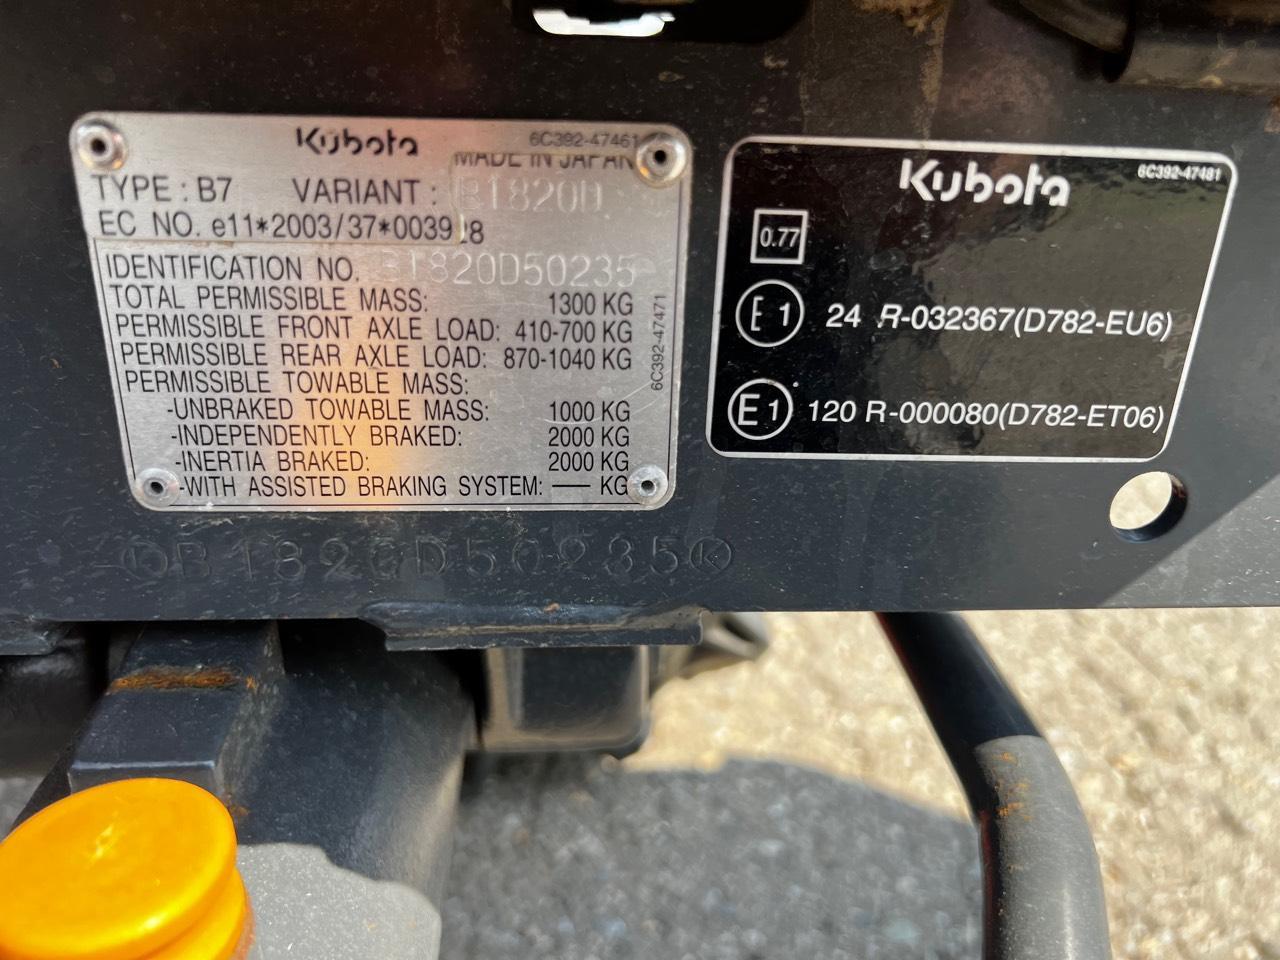 Kubota 6C392-47461
MADE IN JAPAN
TYPE : B7 VARIANT : B1820D
EC NO. e11*2003/37*003918
IDENTIFICATION NO. B1820D50235
TOTAL PERMISSIBLE MASS: 1300 KG
PERMISSIBLE FRONT AXLE LOAD: 410-700 KG
PERMISSIBLE REAR AXLE LOAD: 870-1040 KG
PERMISSIBLE TOWABLE MASS:
-UNBRAKED TOWABLE MASS: 1000 KG
-INDEPENDENTLY BRAKED: 2000 KG
-INERTIA BRAKED: 2000 KG
-WITH ASSISTED BRAKING SYSTEM: —— KG
6C392-47471
Kubota 6C392-47481
0.77
E 1 24 R-032367(D782-EU6)
E 1 120 R-000080(D782-ET06)
B1820D50235 K